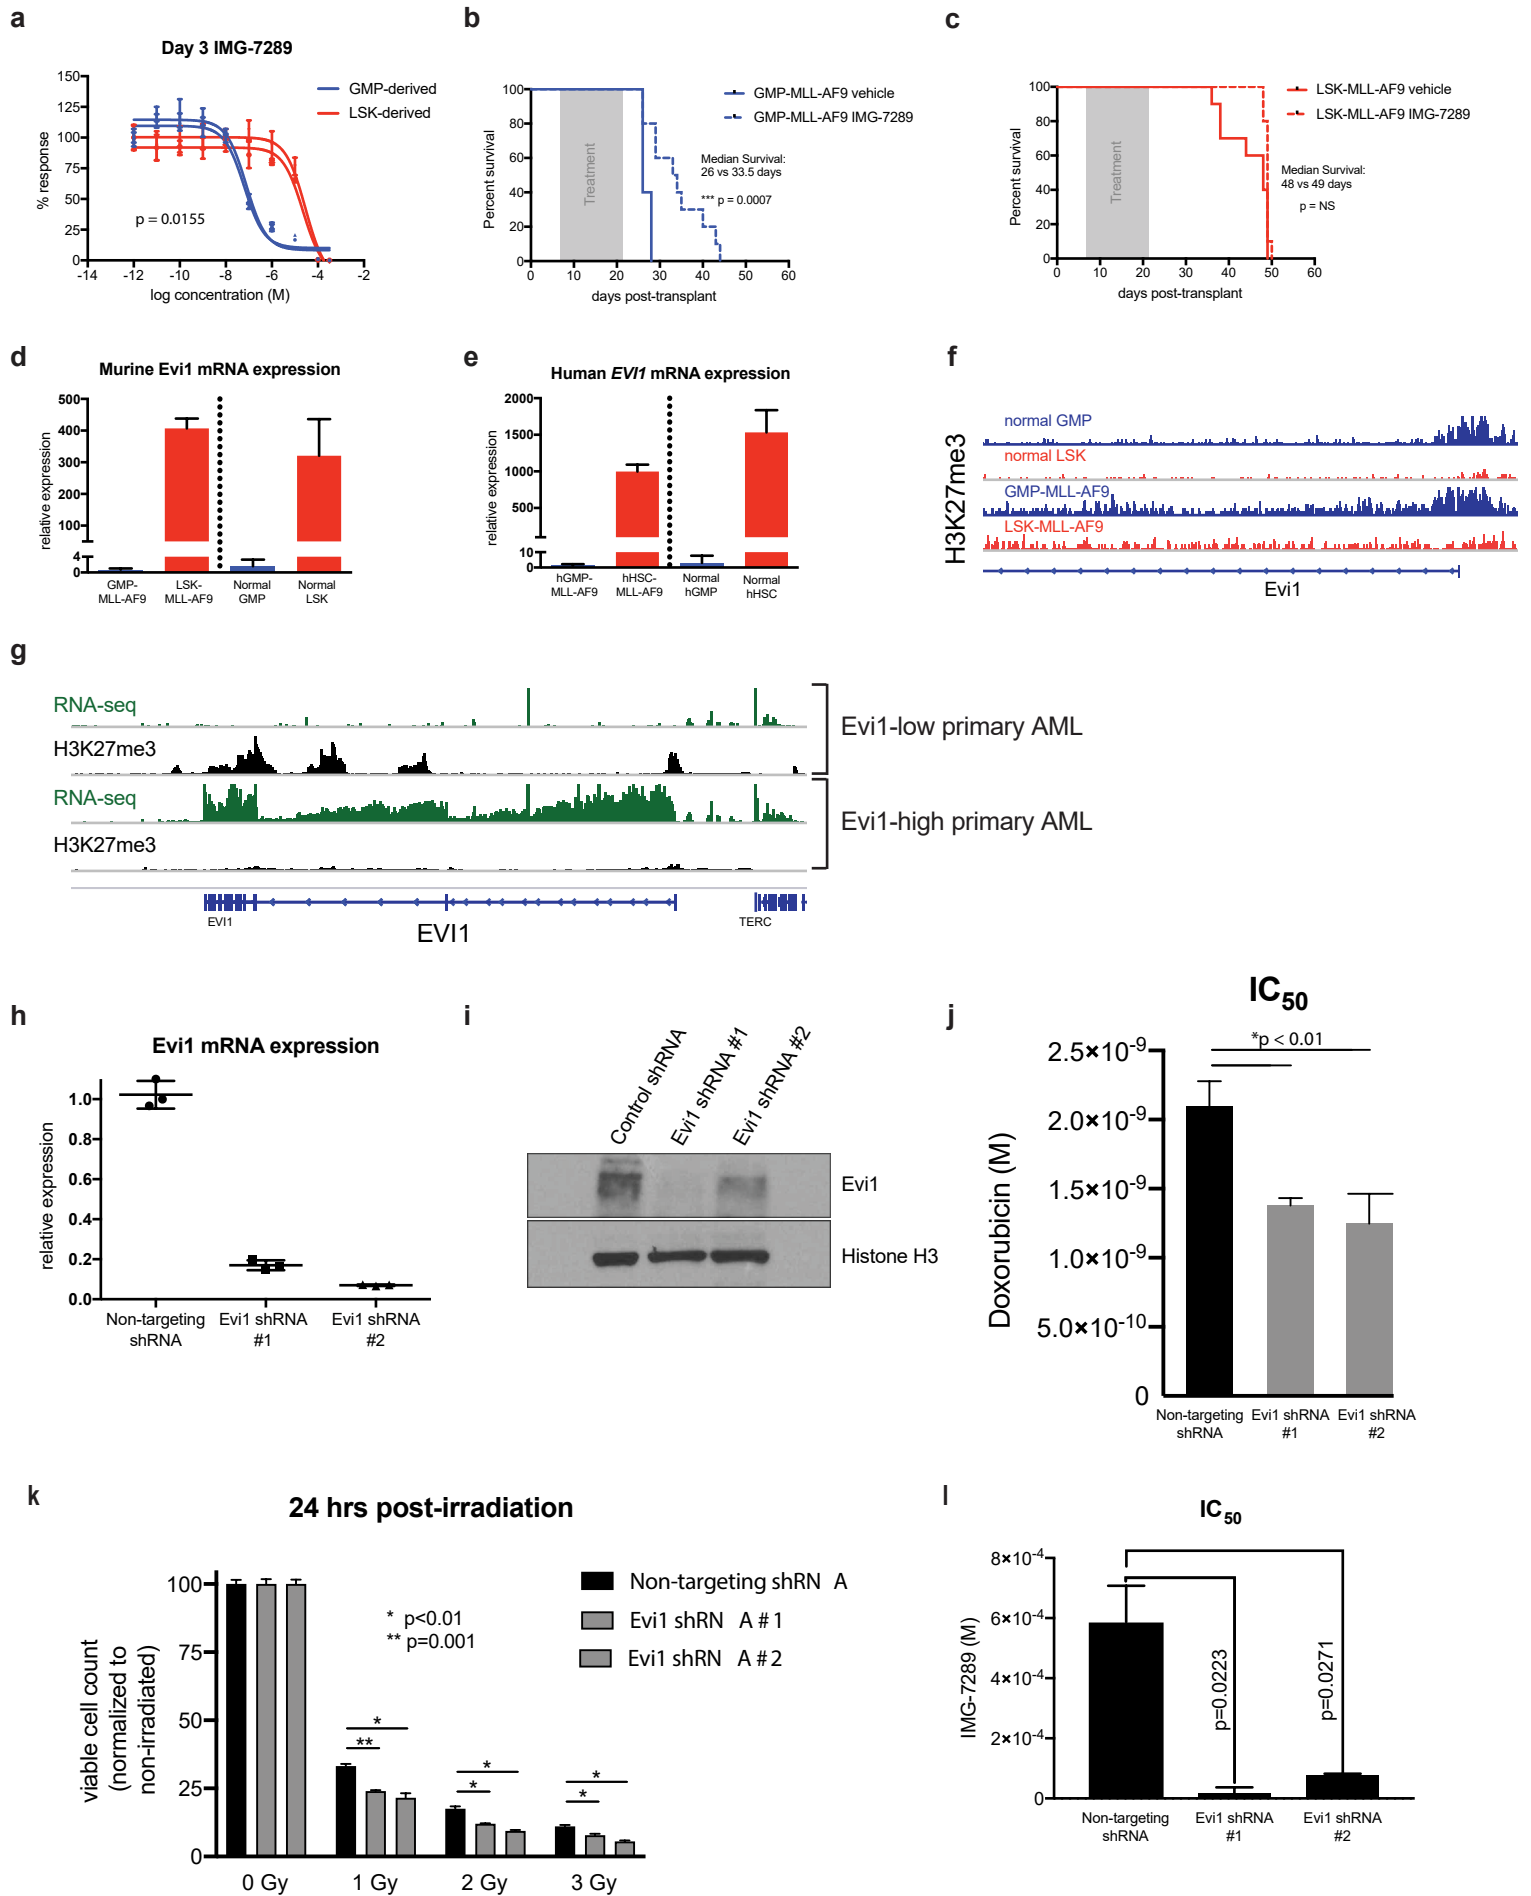 a
Day 3 IMG-7289
% response
150
125
100
75
50
25
0
-14
-12
-10
-8
-6
-4
-2
log concentration (M)
GMP-derived
LSK-derived
p = 0.0155
b
Percent survival
100
80
60
40
20
0
0
10
20
30
40
50
60
days post-transplant
Treatment
GMP-MLL-AF9 vehicle
GMP-MLL-AF9 IMG-7289
Median Survival:
26 vs 33.5 days
*** p = 0.0007
c
Percent survival
100
80
60
40
20
0
0
10
20
30
40
50
60
days post-transplant
Treatment
LSK-MLL-AF9 vehicle
LSK-MLL-AF9 IMG-7289
Median Survival:
48 vs 49 days
p = NS
d
Murine Evi1 mRNA expression
relative expression
500
400
300
200
100
4
0
GMP-
MLL-AF9
LSK-
MLL-AF9
Normal
GMP
Normal
LSK
e
Human EVI1 mRNA expression
relative expression
2000
1500
1000
500
10
0
hGMP-
MLL-AF9
hHSC-
MLL-AF9
Normal
hGMP
Normal
hHSC
f
H3K27me3
normal GMP
normal LSK
GMP-MLL-AF9
LSK-MLL-AF9
Evi1
g
RNA-seq
H3K27me3
Evi1-low primary AML
RNA-seq
H3K27me3
Evi1-high primary AML
EVI1
TERC
EVI1
h
Evi1 mRNA expression
relative expression
1.0
0.8
0.6
0.4
0.2
0.0
Non-targeting
shRNA
Evi1 shRNA
#1
Evi1 shRNA
#2
i
Control shRNA
Evi1 shRNA #1
Evi1 shRNA #2
Evi1
Histone H3
j
IC50
*p < 0.01
Doxorubicin (M)
2.5×10-9
2.0×10-9
1.5×10-9
1.0×10-9
5.0×10-10
0
Non-targeting
shRNA
Evi1 shRNA
#1
Evi1 shRNA
#2
k
24 hrs post-irradiation
viable cell count
(normalized to
non-irradiated)
100
75
50
25
0
0 Gy
1 Gy
2 Gy
3 Gy
* p<0.01
** p=0.001
Non-targeting shRN A
Evi1 shRN A # 1
Evi1 shRN A # 2
*
**
*
*
*
*
l
IC50
IMG-7289 (M)
8×10-4
6×10-4
4×10-4
2×10-4
0
p=0.0223
p=0.0271
Non-targeting
shRNA
Evi1 shRNA
#1
Evi1 shRNA
#2